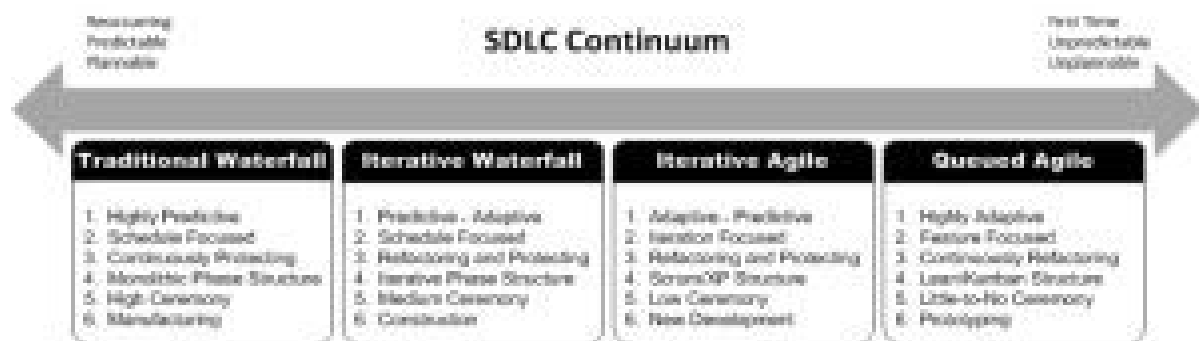 Reoccurring
Predictable
Plannable
SDLC Continuum
First Time
Unpredictable
Unplannable
Traditional Waterfall
1. Highly Predictive
2. Schedule Focused
3. Continuously Protecting
4. Monolithic Phase Structure
5. High Ceremony
6. Manufacturing
Iterative Waterfall
1. Predictive - Adaptive
2. Schedule Focused
3. Refactoring and Protecting
4. Iterative Phase Structure
5. Medium Ceremony
6. Construction
Iterative Agile
1. Adaptive - Predictive
2. Iteration Focused
3. Refactoring and Protecting
4. Scrum/XP Structure
5. Low Ceremony
6. New Development
Queued Agile
1. Highly Adaptive
2. Feature Focused
3. Continuously Refactoring
4. Lean/Kanban Structure
5. Little-to-No Ceremony
6. Prototyping